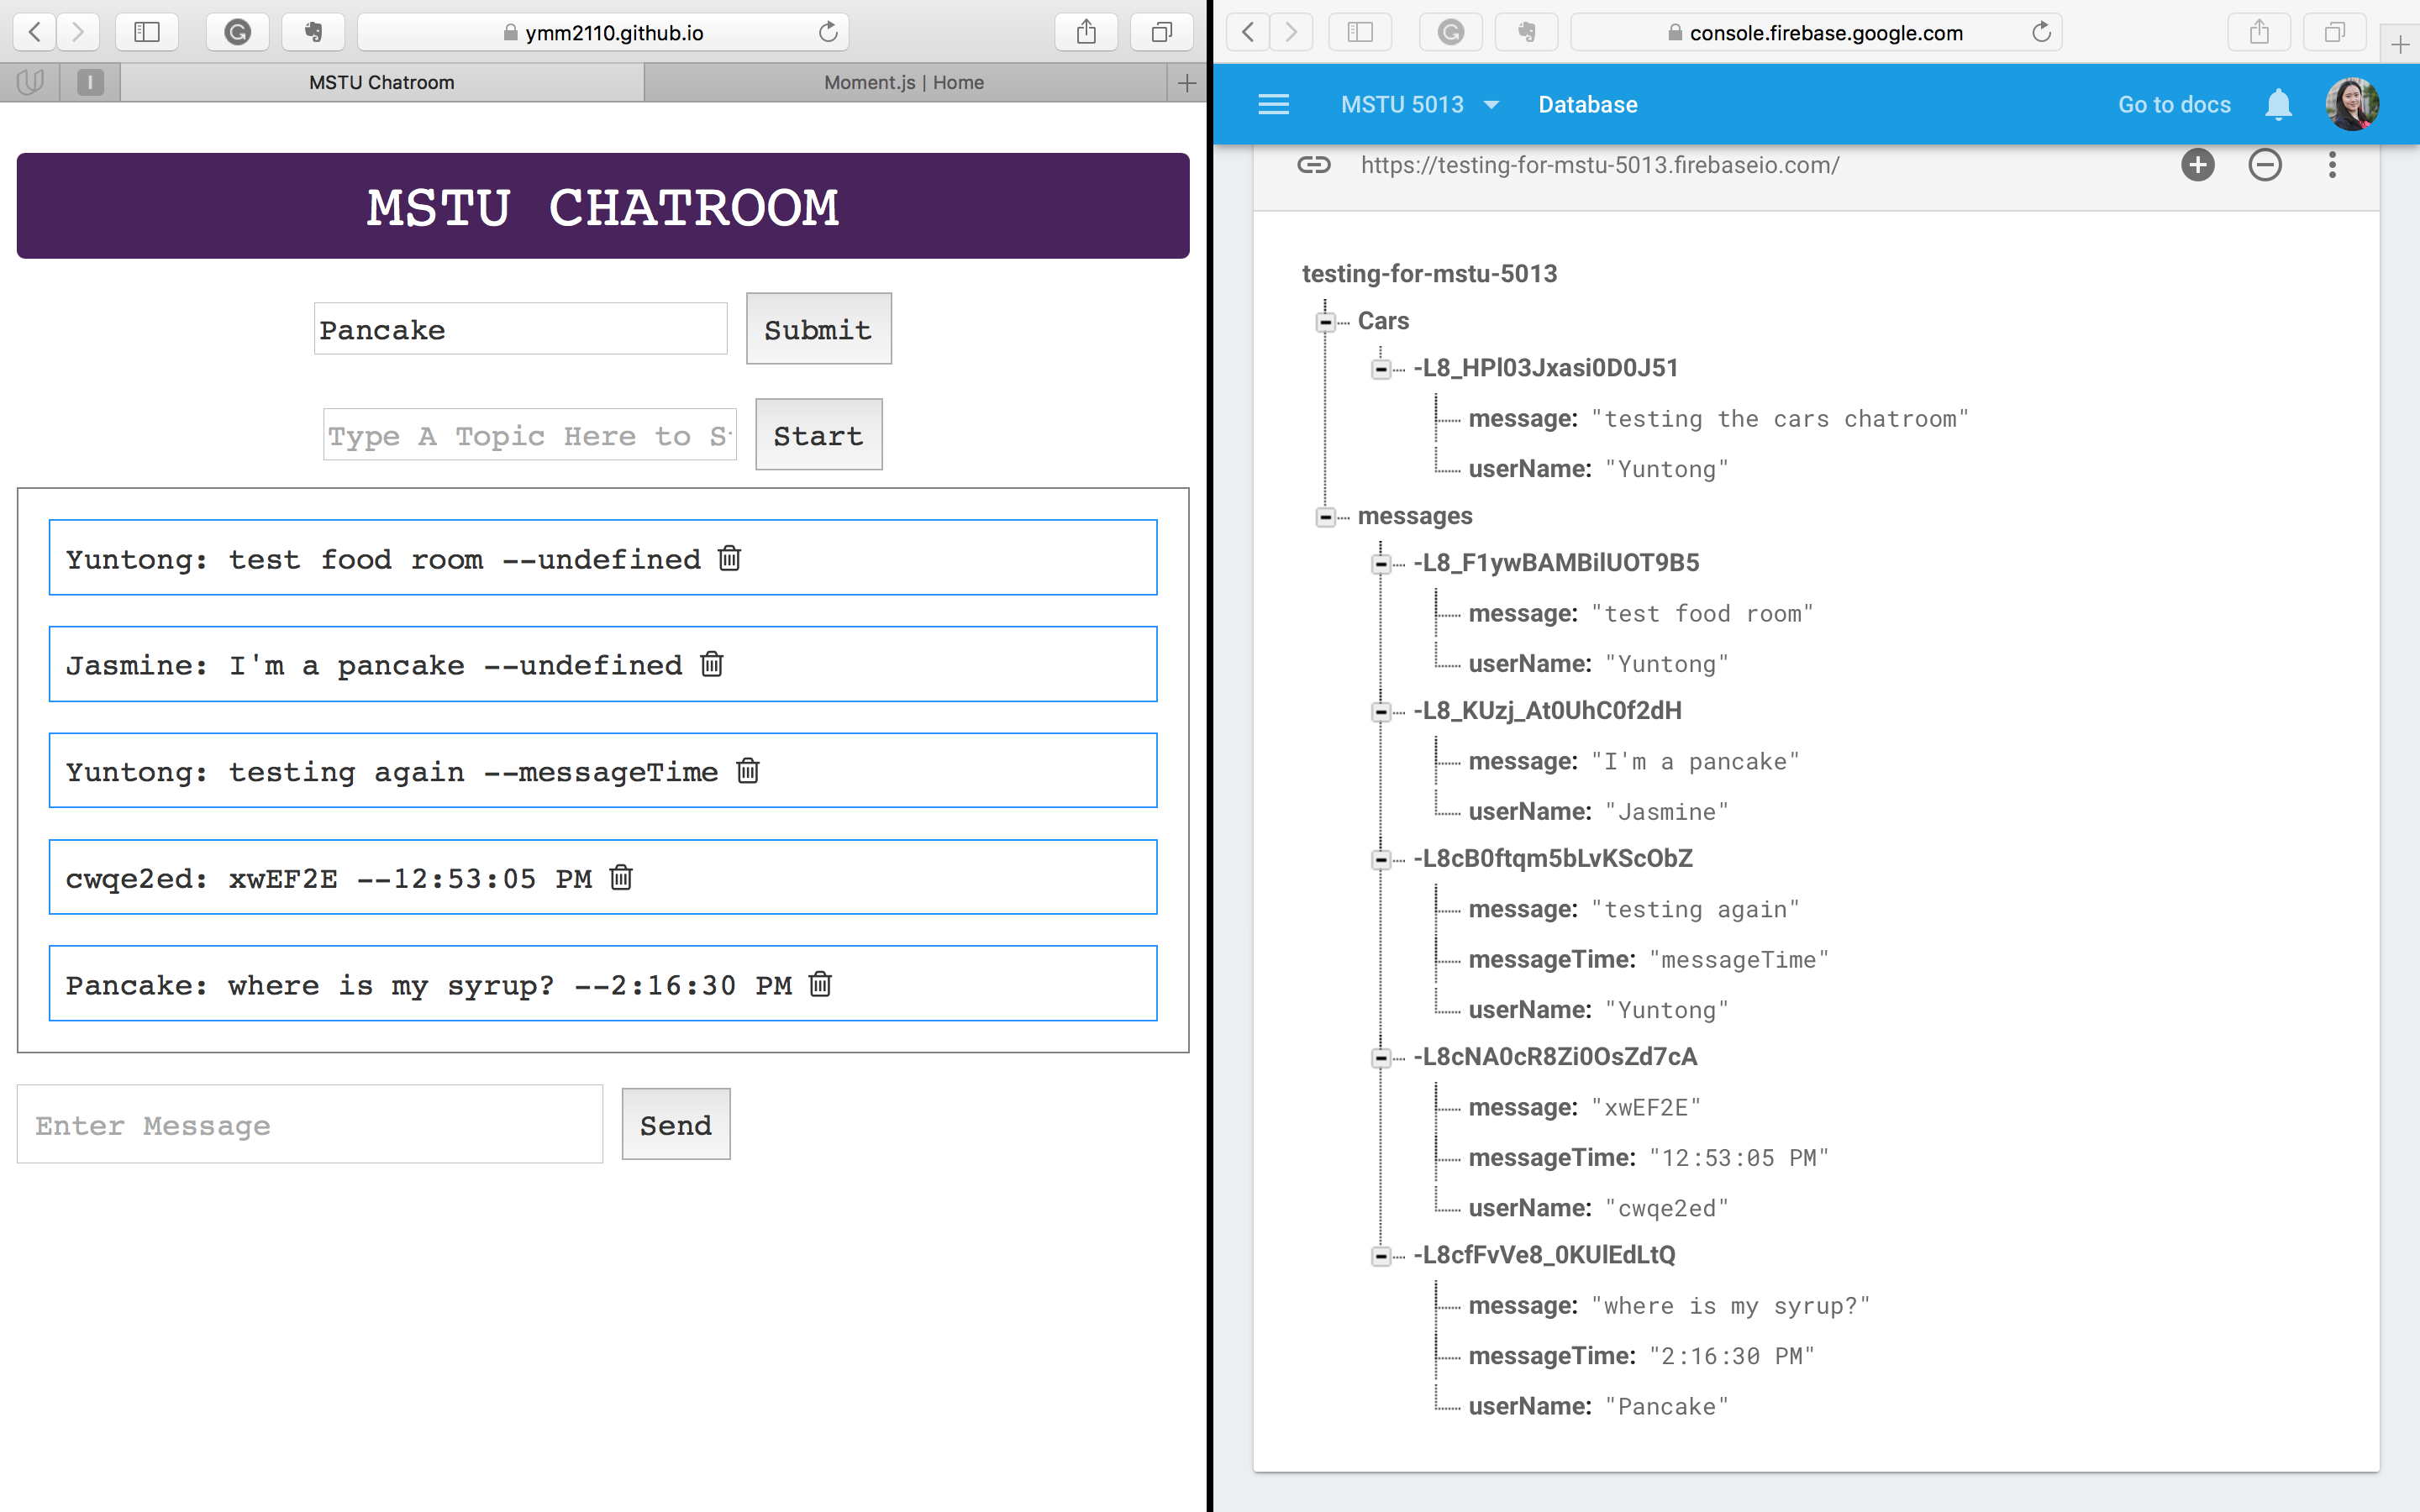 ymm2110.github.io
I
MSTU Chatroom
Moment.js | Home
MSTU CHATROOM
Pancake
Submit
Type A Topic Here to S
Start
Yuntong: test food room --undefined
Jasmine: I'm a pancake --undefined
Yuntong: testing again --messageTime
cwqe2ed: xwEF2E --12:53:05 PM
Pancake: where is my syrup? --2:16:30 PM
Enter Message
Send
console.firebase.google.com
MSTU 5013
Database
Go to docs
https://testing-for-mstu-5013.firebaseio.com/
testing-for-mstu-5013
Cars
-L8_HPl03Jxasi0D0J51
message: "testing the cars chatroom"
userName: "Yuntong"
messages
-L8_F1ywBAMBilUOT9B5
message: "test food room"
userName: "Yuntong"
-L8_KUzj_At0UhC0f2dH
message: "I'm a pancake"
userName: "Jasmine"
-L8cB0ftqm5bLvKScObZ
message: "testing again"
messageTime: "messageTime"
userName: "Yuntong"
-L8cNA0cR8Zi0OsZd7cA
message: "xwEF2E"
messageTime: "12:53:05 PM"
userName: "cwqe2ed"
-L8cfFvVe8_0KUlEdLtQ
message: "where is my syrup?"
messageTime: "2:16:30 PM"
userName: "Pancake"